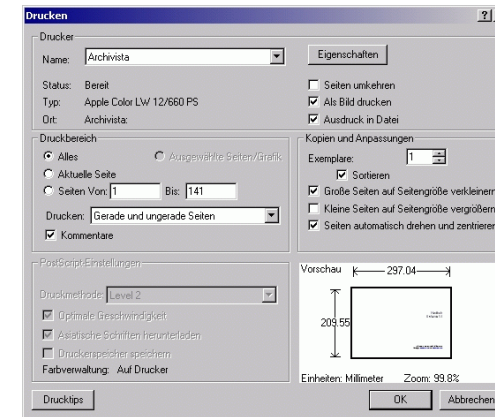 Drucken
?
Drucker
Name: Archivista
Eigenschaften
Status: Bereit
Seiten umkehren
Typ: Apple Color LW 12/660 PS
Als Bild drucken
Ort: Archivista:
Ausdruck in Datei
Druckbereich
Alles
Ausgewählte Seiten/Grafik
Aktuelle Seite
Seiten Von: 1 Bis: 141
Drucken: Gerade und ungerade Seiten
Kommentare
Kopien und Anpassungen
Exemplare: 1
Sortieren
Große Seiten auf Seitengröße verkleinern
Kleine Seiten auf Seitengröße vergrößern
Seiten automatisch drehen und zentrieren
PostScript-Einstellungen
Druckmethode: Level 2
Optimale Geschwindigkeit
Asiatische Schriften herunterladen
Druckerspeicher speichern
Farbverwaltung: Auf Drucker
Vorschau
297.04
209.55
Einheiten: Millimeter Zoom: 99.8%
Drucktips
OK
Abbrechen